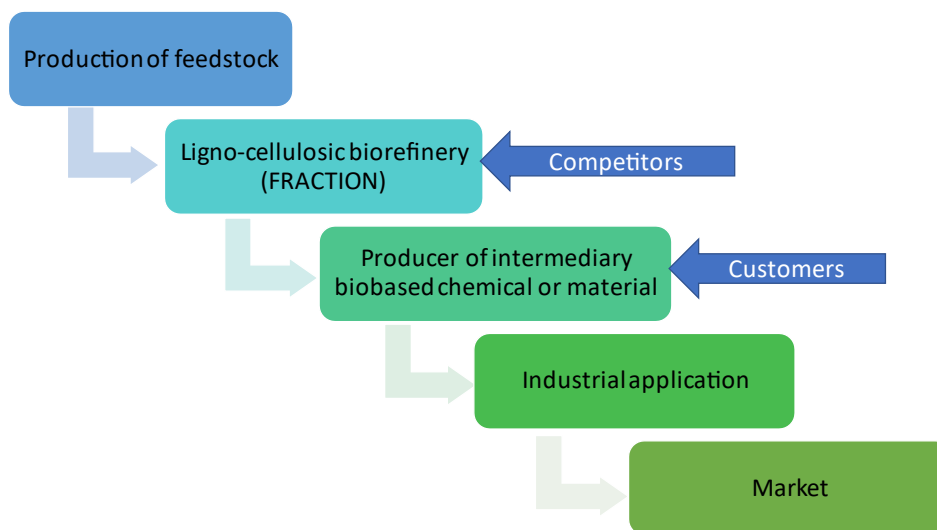 Production of feedstock
Ligno-cellulosic biorefinery
(FRACTION)
Competitors
Producer of intermediary
biobased chemical or material
Customers
Industrial application
Market